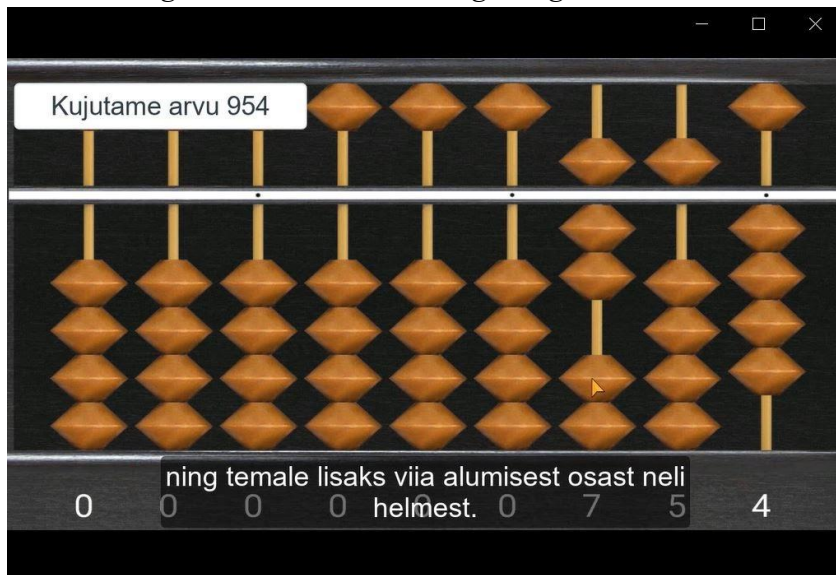 Kujutame arvu 954
ning temale lisaks viia alumisest osast neli
helmest.
0 0 0 0 0 0 7 5 4